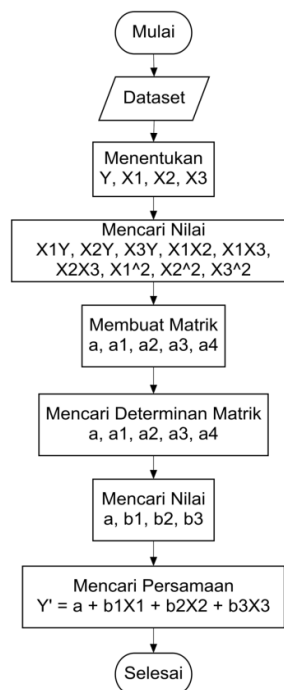 Mulai
Dataset
Menentukan
Y, X1, X2, X3
Mencari Nilai
X1Y, X2Y, X3Y, X1X2, X1X3,
X2X3, X1^2, X2^2, X3^2
Membuat Matrik
a, a1, a2, a3, a4
Mencari Determinan Matrik
a, a1, a2, a3, a4
Mencari Nilai
a, b1, b2, b3
Mencari Persamaan
Y' = a + b1X1 + b2X2 + b3X3
Selesai